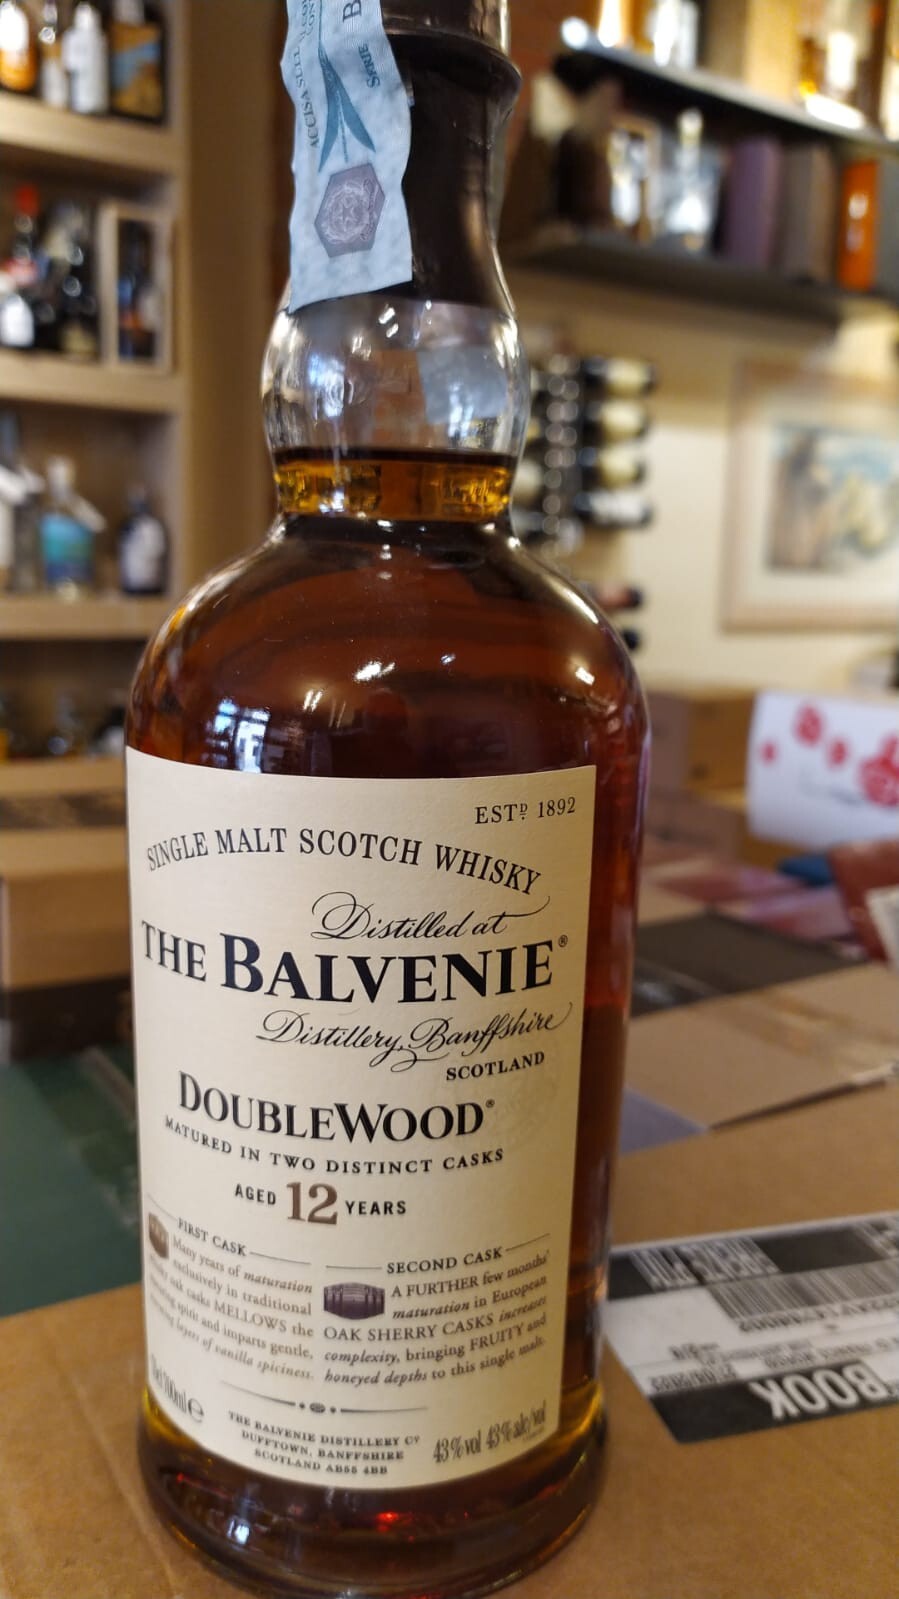 ACCISA
SERIE
B
ESTD. 1892
SINGLE MALT SCOTCH WHISKY
Distilled at
THE BALVENIE®
Distillery, Banffshire
SCOTLAND
DOUBLEWOOD®
MATURED IN TWO DISTINCT CASKS
AGED 12 YEARS
FIRST CASK
Many years of maturation
exclusively in traditional
whisky oak casks MELLOWS the
spirit and imparts gentle,
layers of vanilla spiciness.
SECOND CASK
A FURTHER few months'
maturation in European
OAK SHERRY CASKS increases
complexity, bringing FRUITY and
honeyed depths to this single malt.
700ml e
THE BALVENIE DISTILLERY Co
DUFFTOWN, BANFFSHIRE
SCOTLAND AB55 4BB
43%vol 43%alc/vol
BOOK